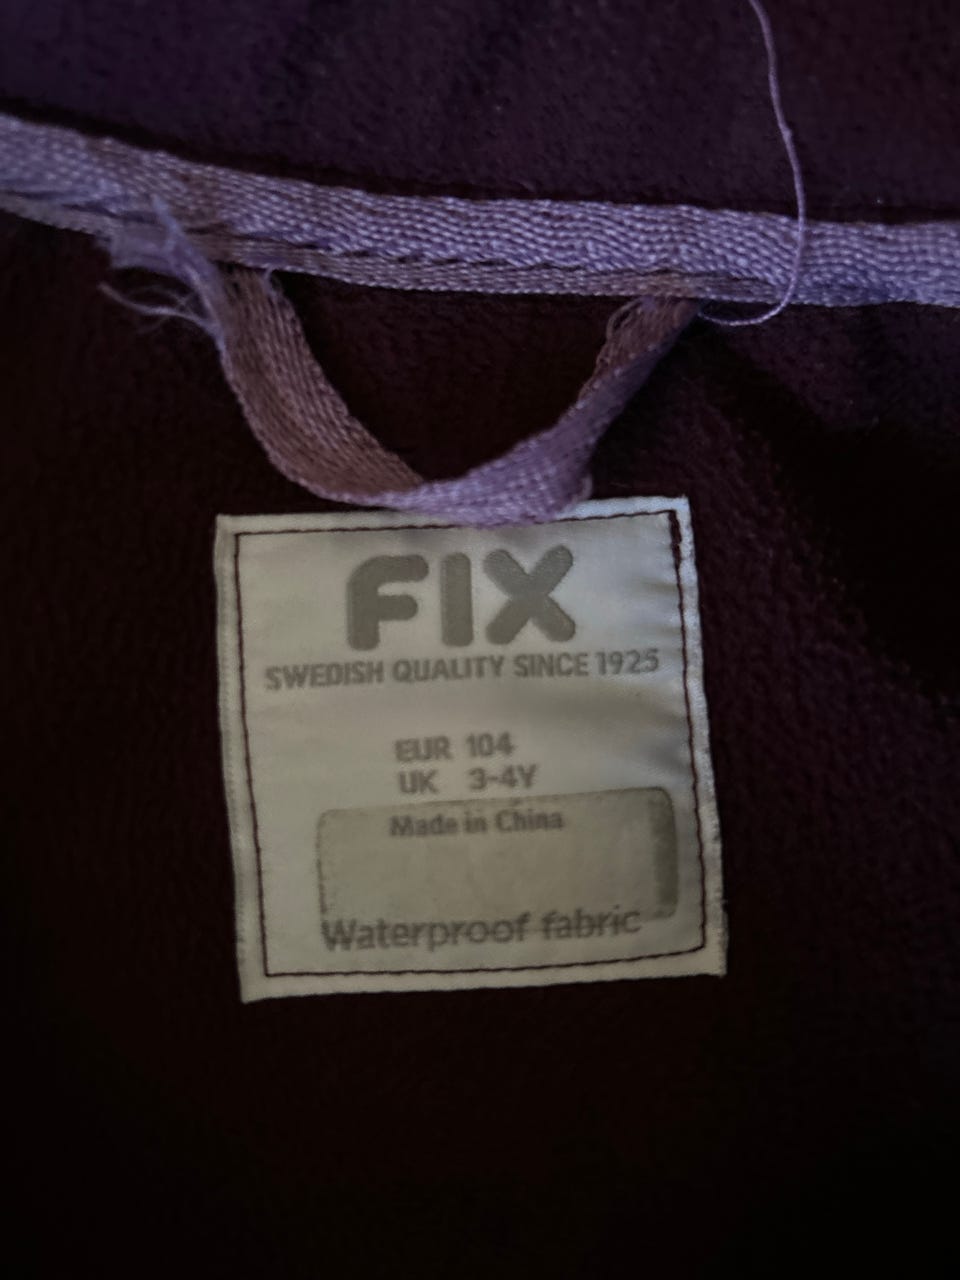 FIX
SWEDISH QUALITY SINCE 1925
EUR 104
UK 3-4Y
Made in China
Waterproof fabric